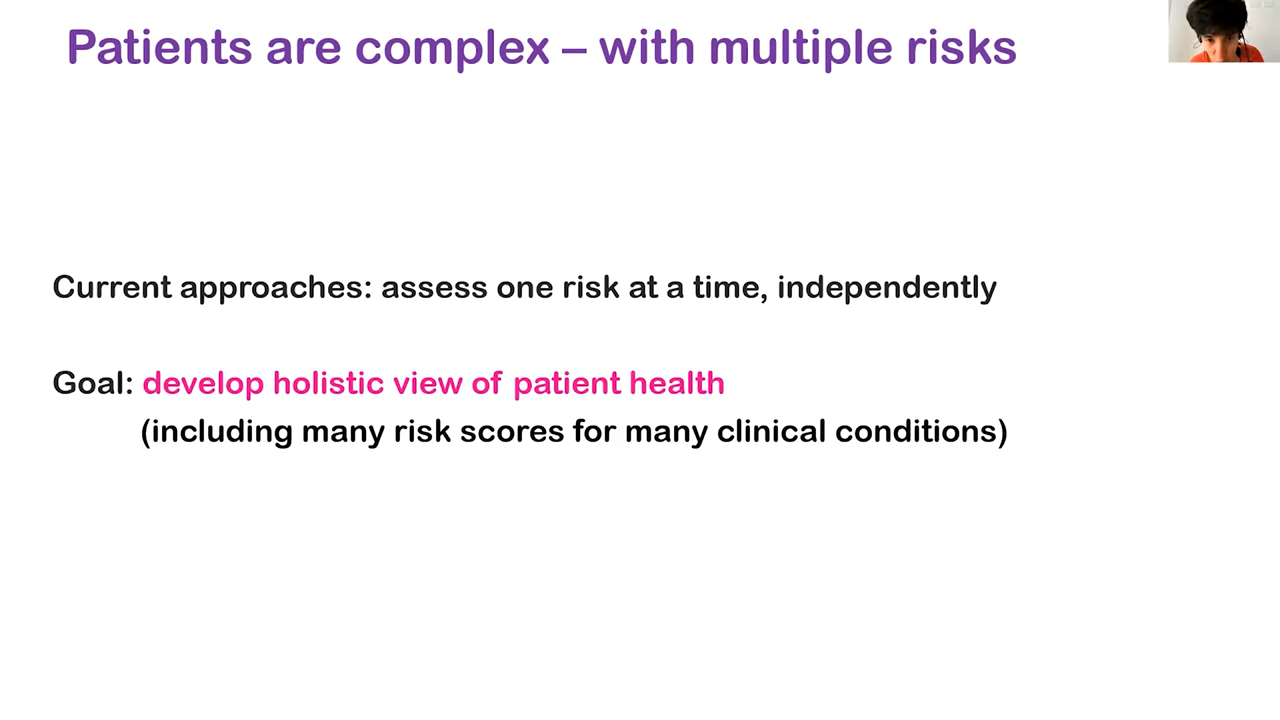 Patients are complex – with multiple risks
Current approaches: assess one risk at a time, independently
Goal: develop holistic view of patient health
(including many risk scores for many clinical conditions)